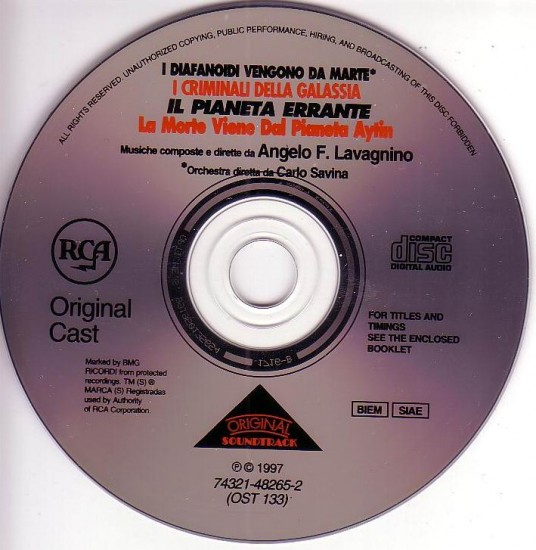 ALL RIGHTS RESERVED. UNAUTHORIZED COPYING, PUBLIC PERFORMANCE, HIRING, AND BROADCASTING OF THIS DISC FORBIDDEN.
I DIAFANOIDI VENGONO DA MARTE*
I CRIMINALI DELLA GALASSIA
IL PIANETA ERRANTE
La Morte Viene Dal Pianeta Aytin
Musiche composte e dirette da Angelo F. Lavagnino
*Orchestra diretta da Carlo Savina
RCA
Original
Cast
Marked by BMG
RICORDI from protected
recordings. TM (S) ®
MARCA (S) Registradas
used by Authority
of RCA Corporation.
COMPACT
disc
DIGITAL AUDIO
FOR TITLES AND
TIMINGS
SEE THE ENCLOSED
BOOKLET
BIEM SIAE
ORIGINAL
SOUNDTRACK
℗ © 1997
74321-48265-2
(OST 133)